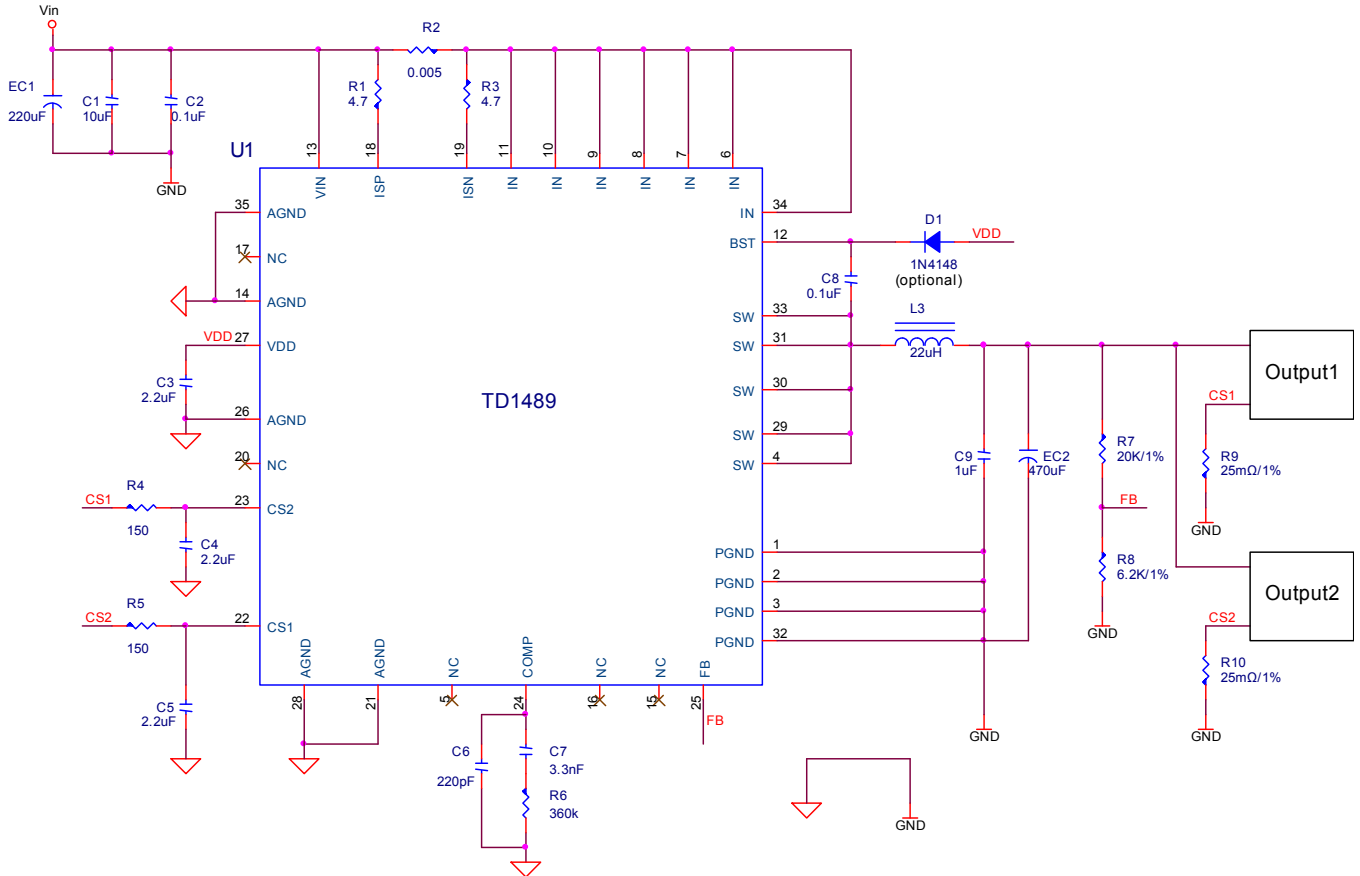 Vin
R2
0.005
EC1
220uF
C1
10uF
C2
0.1uF
R1
4.7
R3
4.7
U1
13
18
19
11
10
9
8
7
6
VIN
ISP
ISN
IN
IN
IN
IN
IN
IN
GND
35
AGND
IN
34
BST
12
D1
VDD
1N4148
(optional)
17
NC
C8
0.1uF
14
AGND
SW
33
L3
22uH
VDD
27
VDD
SW
31
Output1
CS1
C3
2.2uF
TD1489
SW
30
26
AGND
SW
29
R7
20K/1%
R9
25mΩ/1%
C9
1uF
EC2
470uF
20
NC
SW
4
CS1
R4
150
23
CS2
FB
GND
C4
2.2uF
PGND
1
R8
6.2K/1%
PGND
2
Output2
CS2
R5
150
22
CS1
PGND
3
CS2
GND
PGND
32
AGND
AGND
NC
COMP
NC
NC
FB
R10
25mΩ/1%
28
21
5
24
16
15
25
FB
C5
2.2uF
GND
GND
C6
220pF
C7
3.3nF
R6
360k
GND